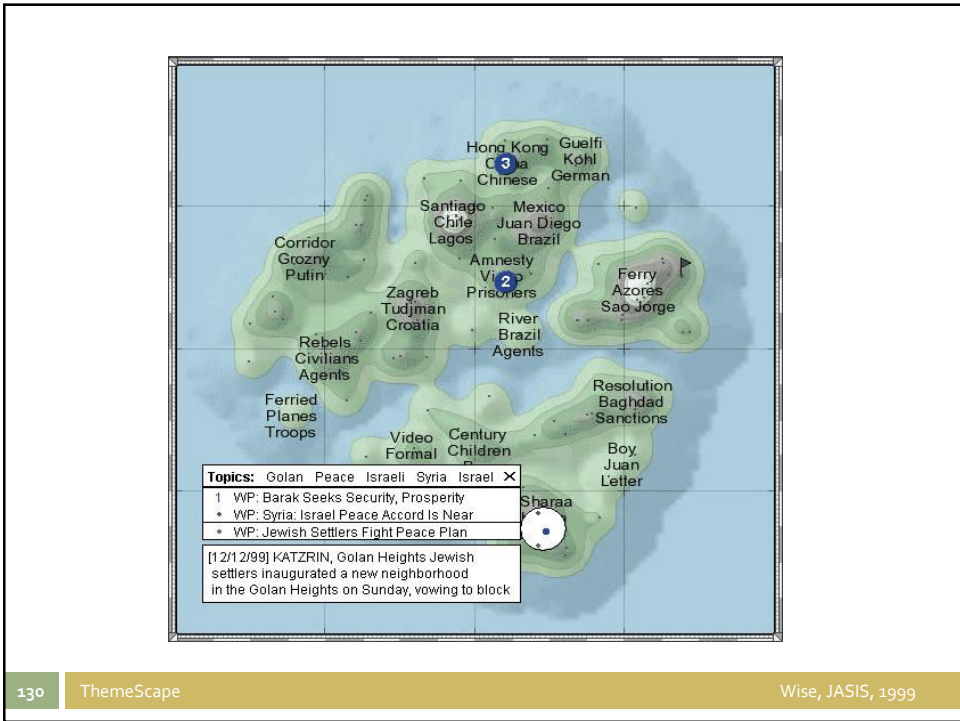 Hong Kong
Chinese
Guelfi
Kohl
German
Santiago
Chile
Lagos
Mexico
Juan Diego
Brazil
Corridor
Grozny
Putin
Amnesty
Prisoners
Ferry
Azores
Sao Jorge
Zagreb
Tudjman
Croatia
River
Brazil
Agents
Rebels
Civilians
Agents
Ferried
Planes
Troops
Resolution
Baghdad
Sanctions
Video
Formal
Century
Children
Boy
Juan
Letter
Sharaa
3
2
Topics: Golan Peace Israeli Syria Israel X
1 WP: Barak Seeks Security, Prosperity
• WP: Syria: Israel Peace Accord Is Near
• WP: Jewish Settlers Fight Peace Plan
[12/12/99] KATZRIN, Golan Heights Jewish
settlers inaugurated a new neighborhood
in the Golan Heights on Sunday, vowing to block
130 ThemeScape Wise, JASIS, 1999